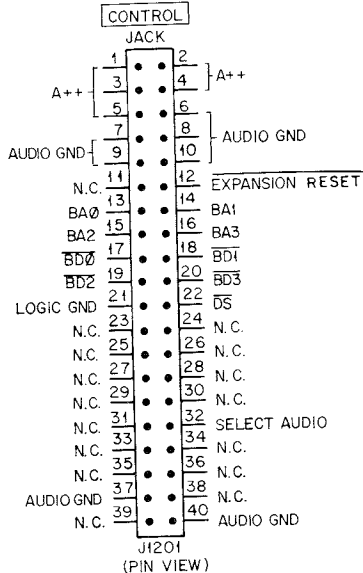 CONTROL
JACK
1 2
A++ 3 4 A++
5 6
7 8 AUDIO GND
AUDIO GND 9 10
N.C. 11 12 EXPANSION RESET
BAØ 13 14 BA1
BA2 15 16 BA3
BDØ 17 18 BD1
BD2 19 20 BD3
LOGIC GND 21 22 DS
N.C. 23 24 N.C.
N.C. 25 26 N.C.
N.C. 27 28 N.C.
N.C. 29 30 N.C.
N.C. 31 32 SELECT AUDIO
N.C. 33 34 N.C.
N.C. 35 36 N.C.
AUDIO GND 37 38 N.C.
N.C. 39 40 AUDIO GND
J1201
(PIN VIEW)